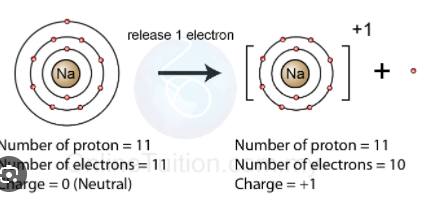 release 1 electron
+1
Na
Na
+
Number of proton = 11
Number of electrons = 11
Charge = 0 (Neutral)
Number of proton = 11
Number of electrons = 10
Charge = +1